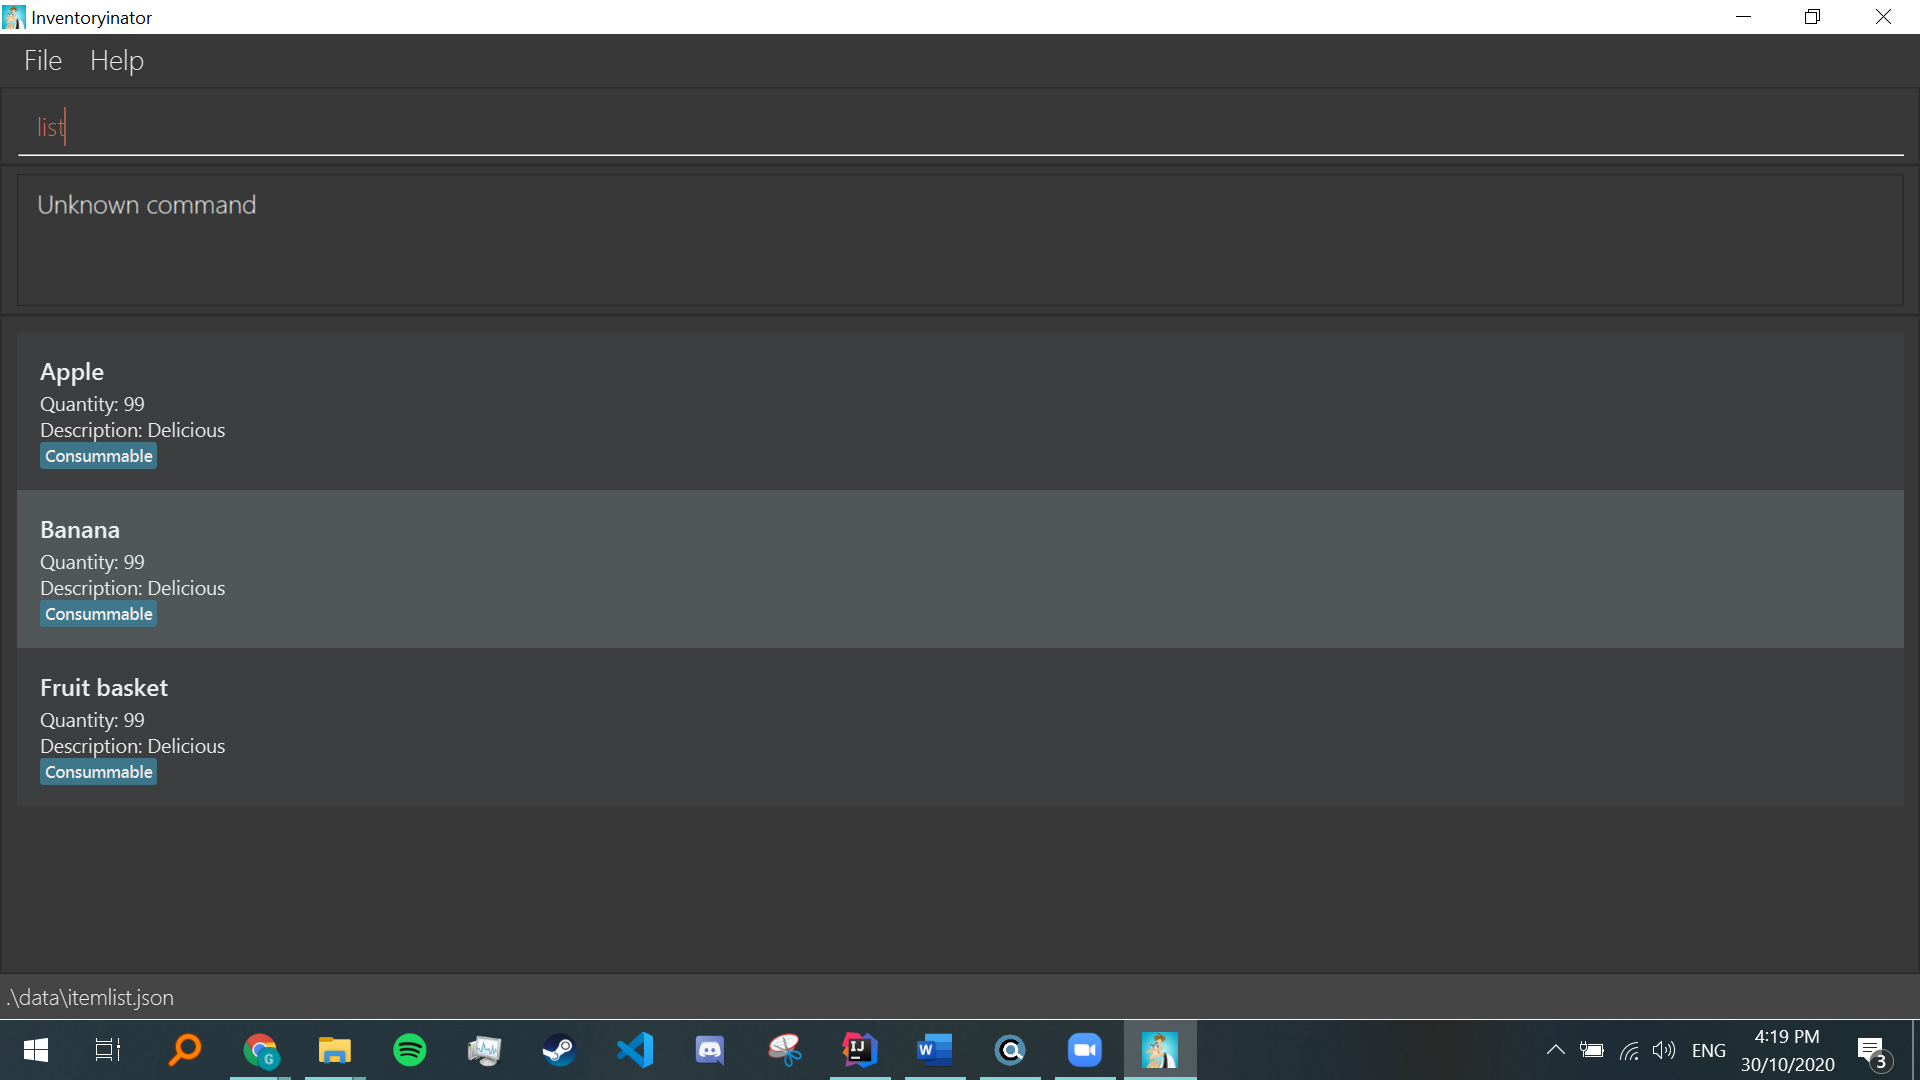 Inventoryinator
File Help
list
Unknown command
Apple
Quantity: 99
Description: Delicious
Consummable
Banana
Quantity: 99
Description: Delicious
Consummable
Fruit basket
Quantity: 99
Description: Delicious
Consummable
.\data\itemlist.json
G
IJ
W
ENG
4:19 PM
30/10/2020
3